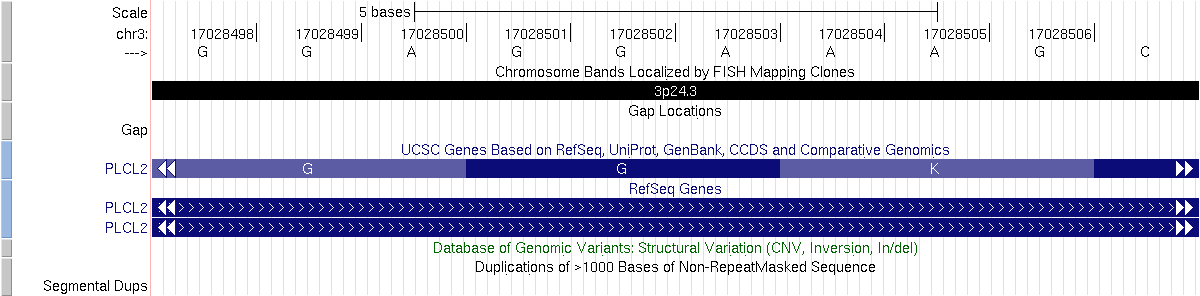 Scale 5 bases
chr3: 17028498 17028499 17028500 17028501 17028502 17028503 17028504 17028505 17028506
---> G G A G G A A A G C
Chromosome Bands Localized by FISH Mapping Clones
3p24.3
Gap Locations
Gap
UCSC Genes Based on RefSeq, UniProt, GenBank, CCDS and Comparative Genomics
PLCL2 G G K
RefSeq Genes
PLCL2
PLCL2
Database of Genomic Variants: Structural Variation (CNV, Inversion, In/del)
Duplications of >1000 Bases of Non-RepeatMasked Sequence
Segmental Dups